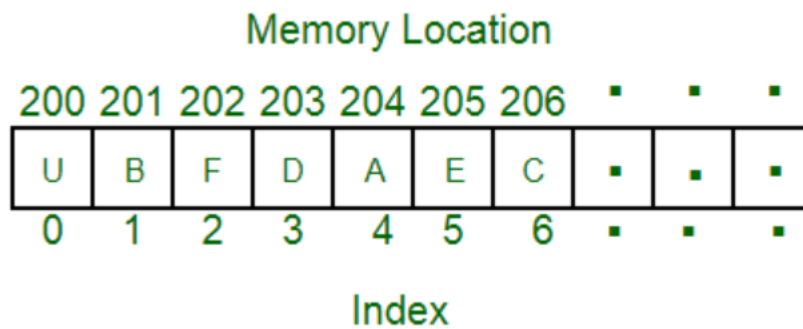 Memory Location
200 201 202 203 204 205 206 . . .
U B F D A E C . . .
0 1 2 3 4 5 6 . . .
Index